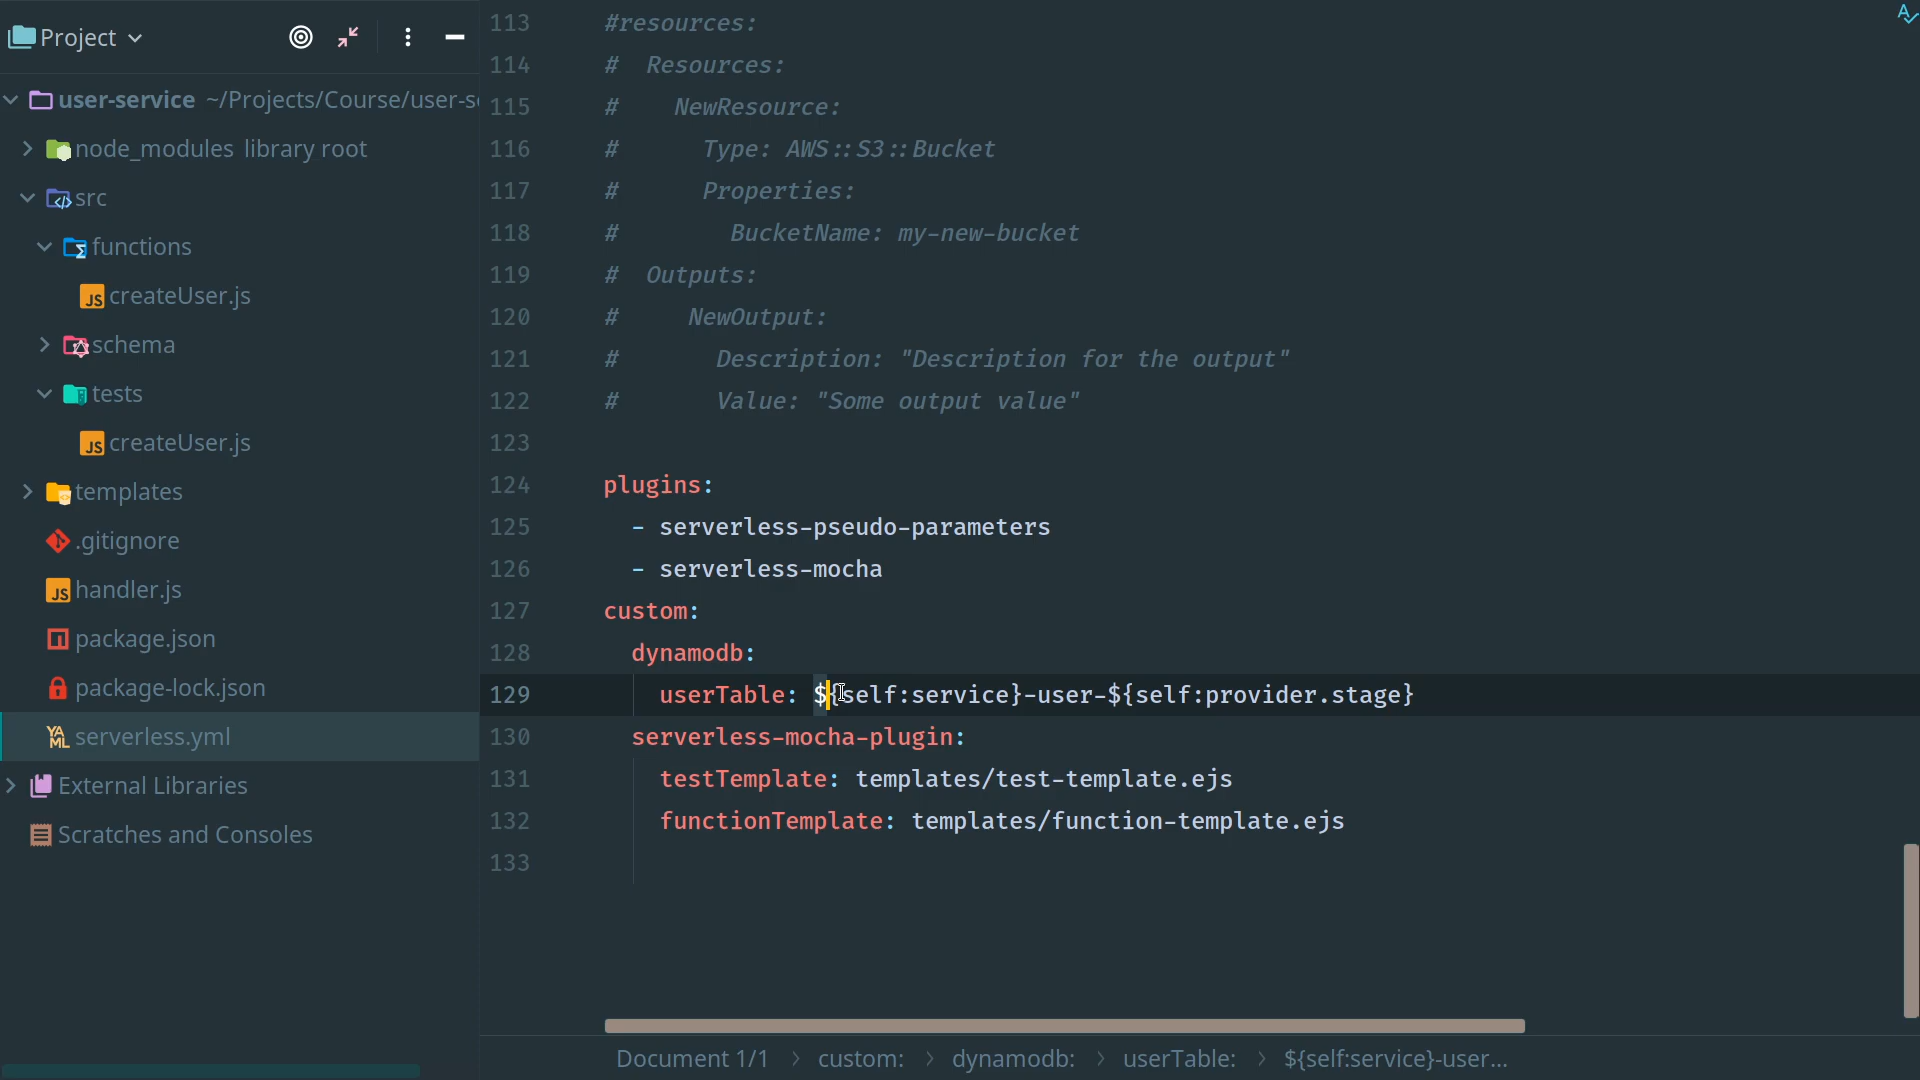 Project
user-service ~/Projects/Course/user-s
node_modules library root
src
functions
createUser.js
schema
tests
createUser.js
templates
.gitignore
handler.js
package.json
package-lock.json
serverless.yml
External Libraries
Scratches and Consoles
113 #resources:
114 #  Resources:
115 #    NewResource:
116 #      Type: AWS::S3::Bucket
117 #      Properties:
118 #        BucketName: my-new-bucket
119 #  Outputs:
120 #     NewOutput:
121 #       Description: "Description for the output"
122 #       Value: "Some output value"
123
124 plugins:
125   - serverless-pseudo-parameters
126   - serverless-mocha
127 custom:
128   dynamodb:
129     userTable: ${self:service}-user-${self:provider.stage}
130   serverless-mocha-plugin:
131     testTemplate: templates/test-template.ejs
132     functionTemplate: templates/function-template.ejs
133
Document 1/1 > custom: > dynamodb: > userTable: > ${self:service}-user...